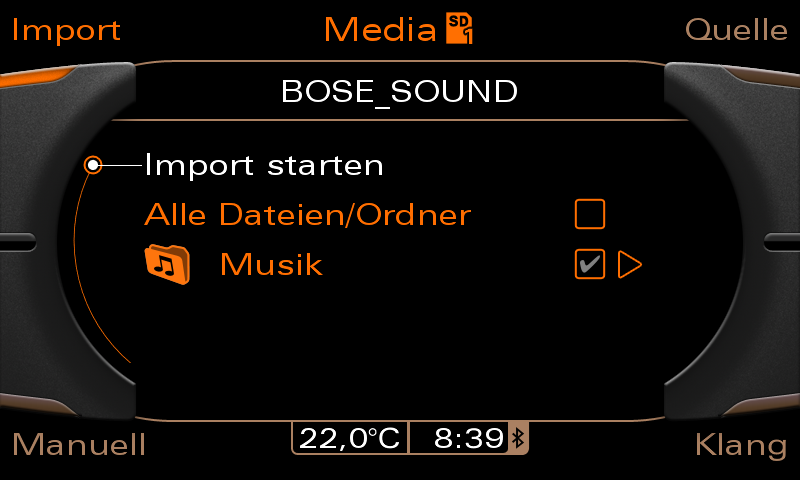 Import Media SD 1 Quelle
BOSE_SOUND
Import starten
Alle Dateien/Ordner
Musik
Manuell 22,0°C 8:39 Klang